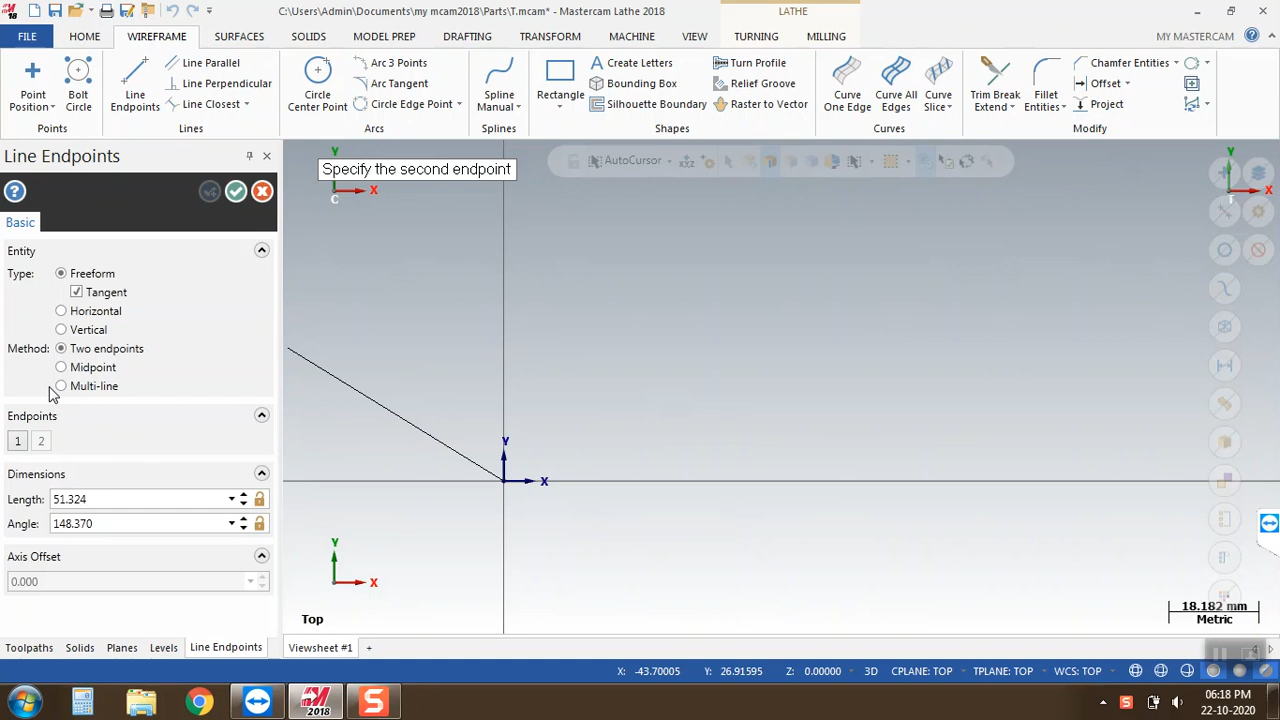 C:\Users\Admin\Documents\my mcam2018\Parts\T.mcam* - Mastercam Lathe 2018
LATHE
FILE
HOME
WIREFRAME
SURFACES
SOLIDS
MODEL PREP
DRAFTING
TRANSFORM
MACHINE
VIEW
TURNING
MILLING
MY MASTERCAM
Point Position
Bolt Circle
Points
Line Endpoints
Line Parallel
Line Perpendicular
Line Closest
Lines
Circle Center Point
Arc 3 Points
Arc Tangent
Circle Edge Point
Arcs
Spline Manual
Splines
Rectangle
Create Letters
Bounding Box
Silhouette Boundary
Turn Profile
Relief Groove
Raster to Vector
Shapes
Curve One Edge
Curve All Edges
Curve Slice
Curves
Trim Break Extend
Fillet Entities
Chamfer Entities
Offset
Project
Modify
Line Endpoints
Basic
Entity
Type:
Freeform
Tangent
Horizontal
Vertical
Method:
Two endpoints
Midpoint
Multi-line
Endpoints
1
2
Dimensions
Length: 51.324
Angle: 148.370
Axis Offset
0.000
Toolpaths
Solids
Planes
Levels
Line Endpoints
Specify the second endpoint
AutoCursor
Y
X
C
Y
X
T
Y
X
Y
X
Top
18.182 mm
Metric
Viewsheet #1
+
X: -43.70005
Y: 26.91595
Z: 0.00000
3D
CPLANE: TOP
TPLANE: TOP
WCS: TOP
2018
06:18 PM
22-10-2020